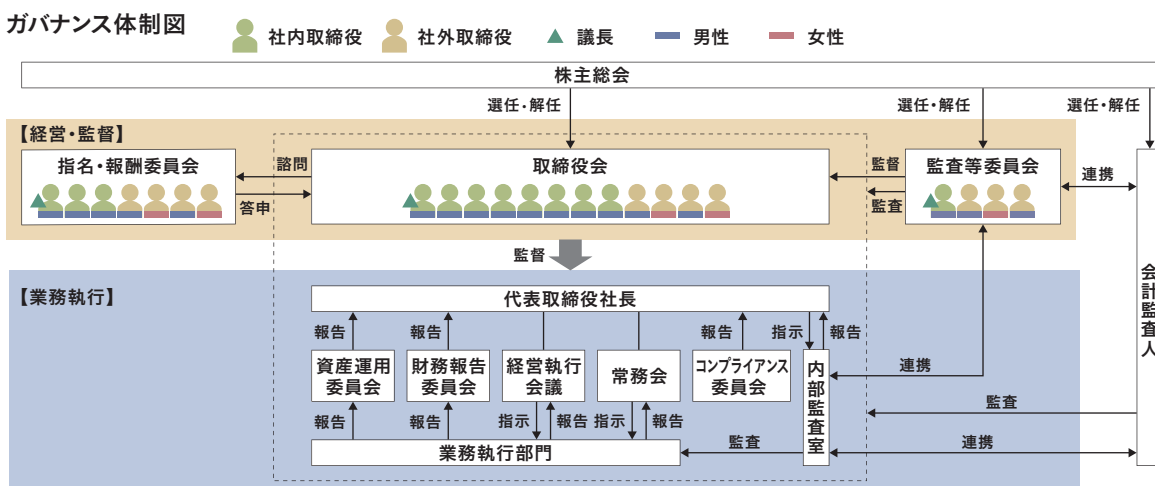 ガバナンス体制図
社内取締役
社外取締役
議長
男性
女性
株主総会
選任・解任
選任・解任
選任・解任
【経営・監督】
指名・報酬委員会
諮問
答申
取締役会
監督
監査
監査等委員会
連携
監督
会計監査人
【業務執行】
代表取締役社長
報告
報告
報告
指示
報告
資産運用
委員会
財務報告
委員会
経営執行
会議
常務会
コンプライアンス
委員会
内部監査室
連携
報告
報告
指示
報告
指示
報告
監査
業務執行部門
監査
連携